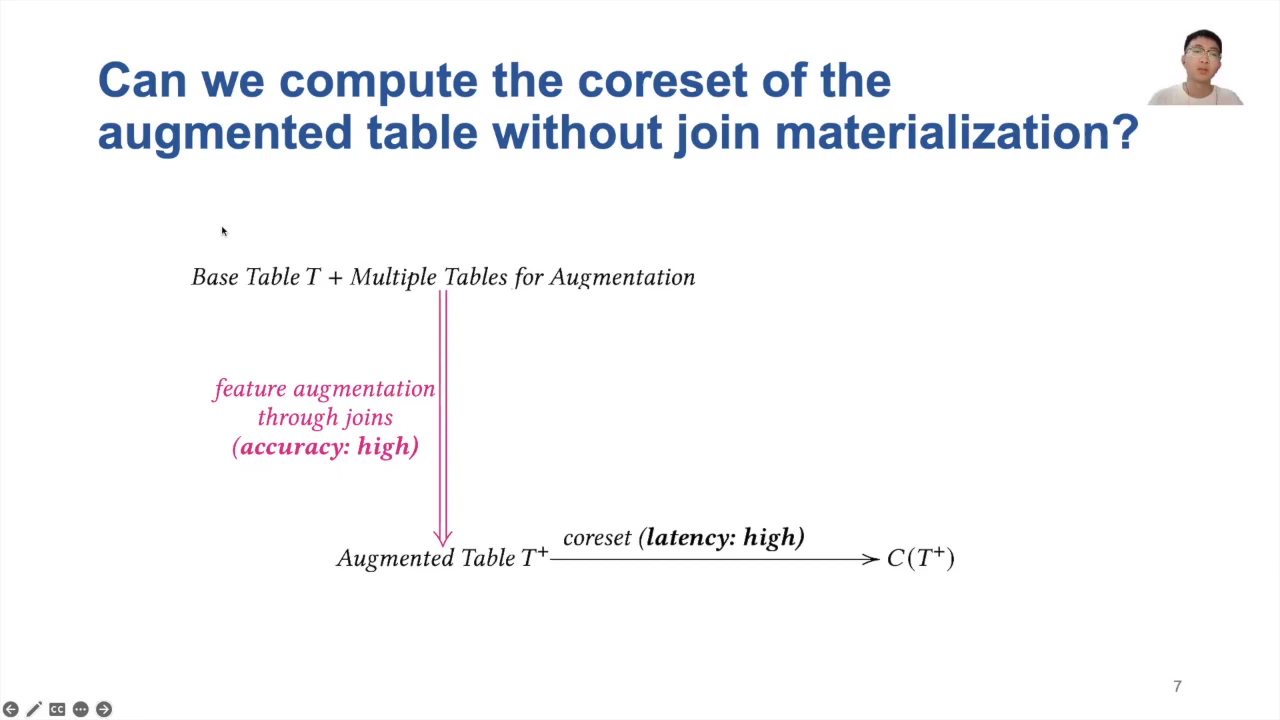 Can we compute the coreset of the
augmented table without join materialization?
Base Table T + Multiple Tables for Augmentation
feature augmentation
through joins
(accuracy: high)
coreset (latency: high)
Augmented Table T⁺
C(T⁺)
7
CC